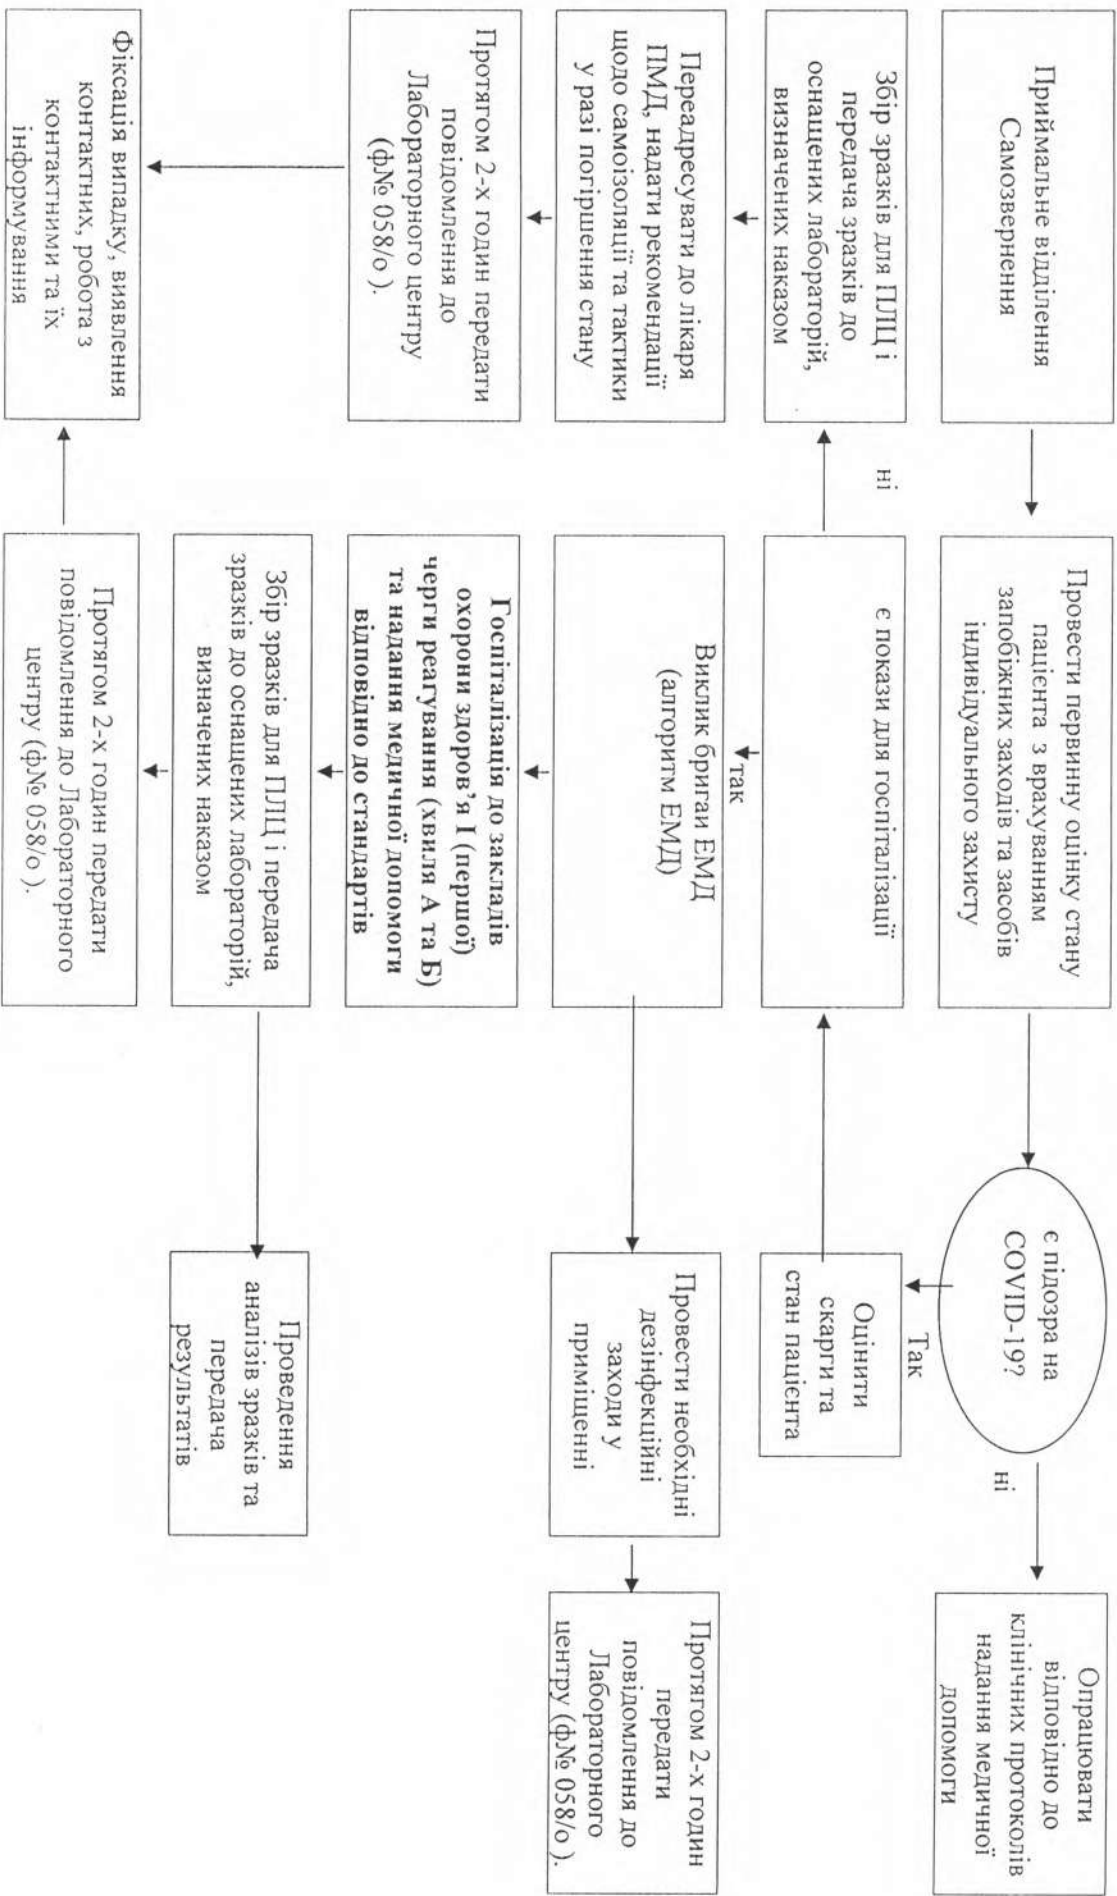 Приймальне відділення
Самозвернення
Провести первинну оцінку стану
пацієнта з врахуванням
запобіжних заходів та засобів
індивідуального захисту
є підозра на
COVID-19?
ні
Опрацювати
відповідно до
клінічних протоколів
надання медичної
допомоги
Так
Збір зразків для ПЛЦ і
передача зразків до
оснащених лабораторій,
визначених наказом
ні
є покази для госпіталізації
Оцінити
скарги та
стан пацієнта
так
Переадресувати до лікаря
ПМД, надати рекомендації
щодо самоізоляції та тактики
у разі погіршення стану
Виклик бригаи ЕМД
(алгоритм ЕМД)
Провести необхідні
дезінфекційні
заходи у
приміщенні
Протягом 2-х годин
передати
повідомлення до
Лабораторного
центру (ф№ 058/о ).
Протягом 2-х годин передати
повідомлення до
Лабораторного центру
(ф№ 058/о ).
Госпіталізація до закладів
охорони здоров’я І (першої)
черги реагування (хвиля А та Б)
та надання медичної допомоги
відповідно до стандартів
Збір зразків для ПЛЦ і передача
зразків до оснащених лабораторій,
визначених наказом
Проведення
аналізів зразків та
передача
результатів
Фіксація випадку, виявлення
контактних, робота з
контактними та їх
інформування
Протягом 2-х годин передати
повідомлення до Лабораторного
центру (ф№ 058/о ).